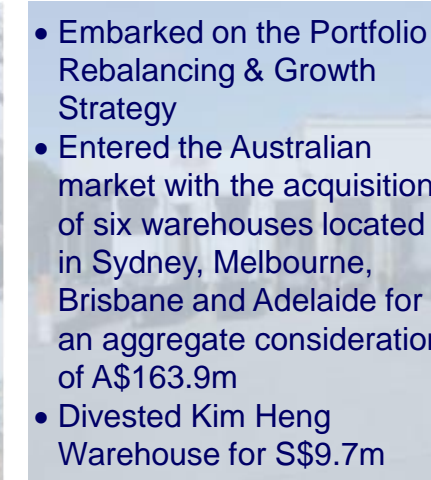 • Embarked on the Portfolio
Rebalancing & Growth
Strategy
• Entered the Australian
market with the acquisition
of six warehouses located
in Sydney, Melbourne,
Brisbane and Adelaide for
an aggregate consideration
of A$163.9m
• Divested Kim Heng
Warehouse for S$9.7m